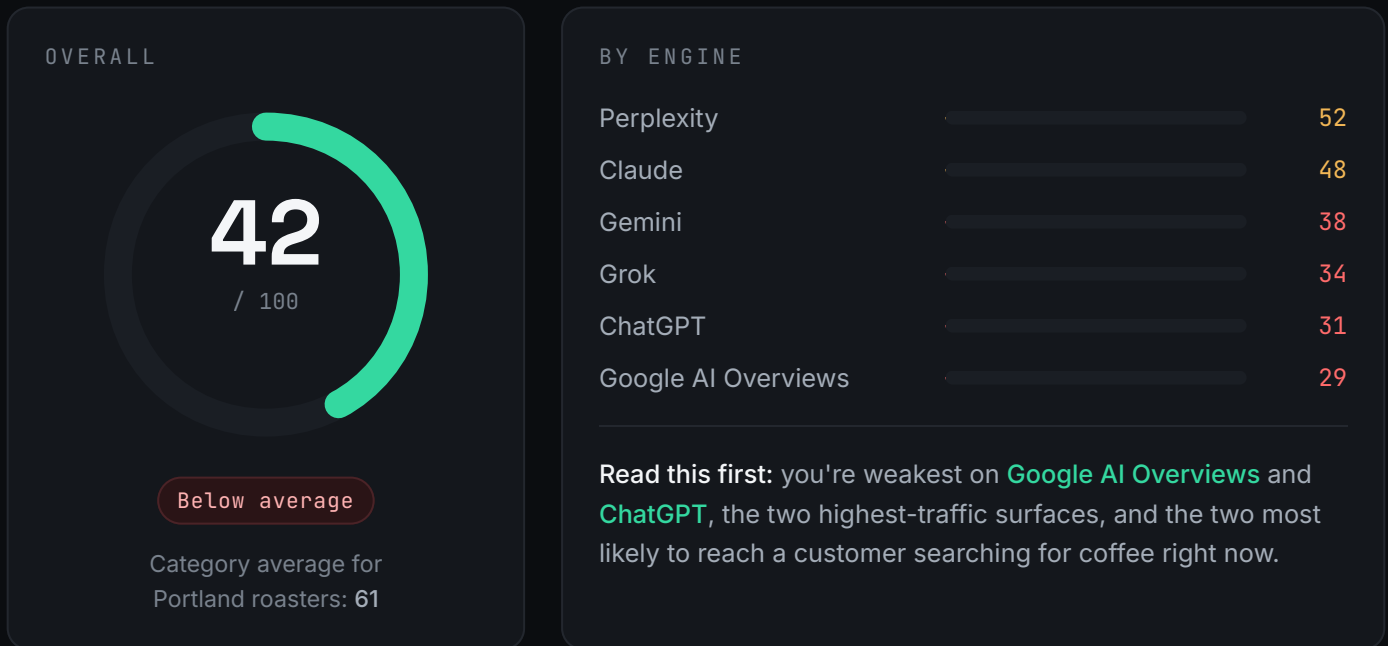 OVERALL
42
/ 100
Below average
Category average for
Portland roasters: 61
BY ENGINE
Perplexity 52
Claude 48
Gemini 38
Grok 34
ChatGPT 31
Google AI Overviews 29
Read this first: you're weakest on Google AI Overviews and
ChatGPT, the two highest-traffic surfaces, and the two most
likely to reach a customer searching for coffee right now.